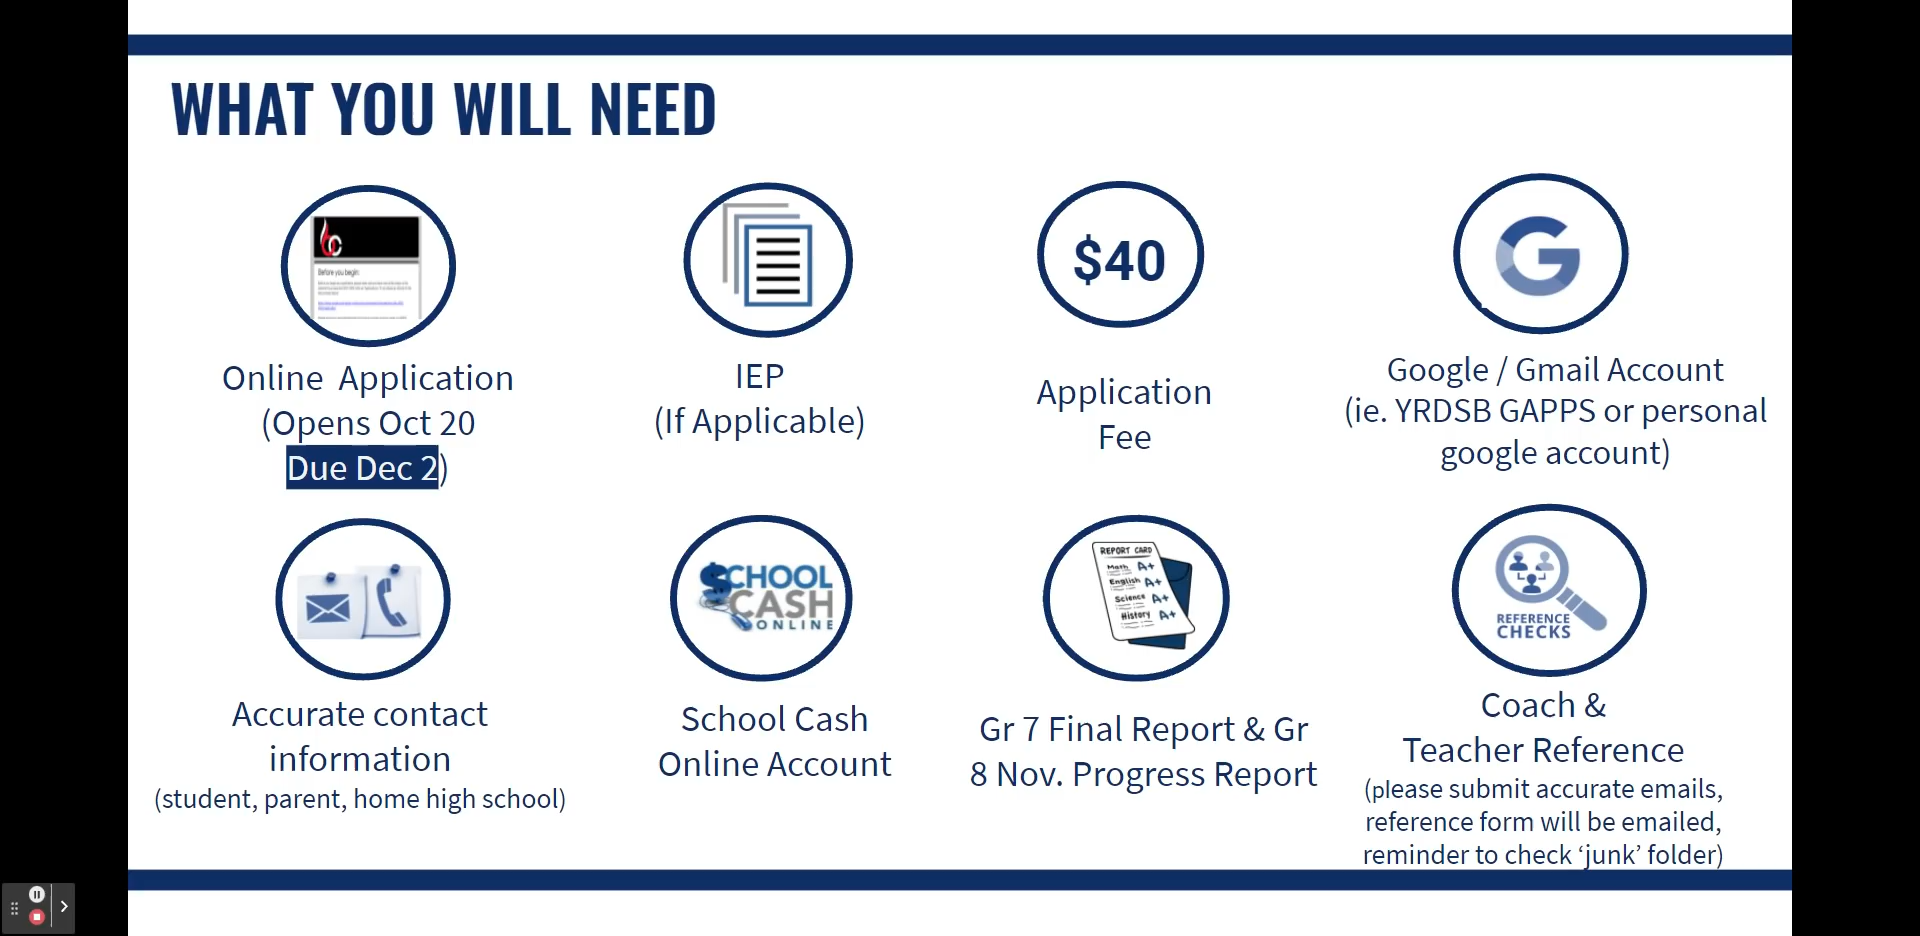 WHAT YOU WILL NEED
Before you begin:
$40
G
Online Application
(Opens Oct 20
Due Dec 2)
IEP
(If Applicable)
Application
Fee
Google / Gmail Account
(ie. YRDSB GAPPS or personal
google account)
SCHOOL
CASH
ONLINE
REPORT CARD
Math A+
English A+
Science A+
History A+
REFERENCE
CHECKS
Accurate contact
information
(student, parent, home high school)
School Cash
Online Account
Gr 7 Final Report & Gr
8 Nov. Progress Report
Coach &
Teacher Reference
(please submit accurate emails,
reference form will be emailed,
reminder to check ‘junk’ folder)